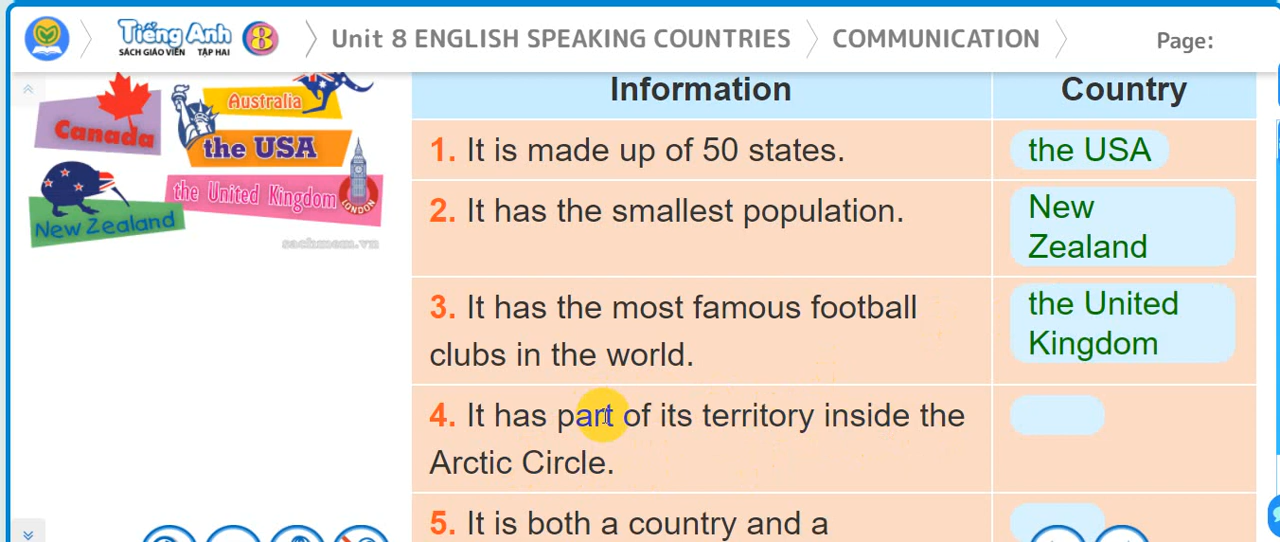 Tiếng Anh 8
SÁCH GIÁO VIÊN TẬP HAI
Unit 8 ENGLISH SPEAKING COUNTRIES
COMMUNICATION
Page:
Canada
Australia
the USA
the United Kingdom
LONDON
New Zealand
sachmem.vn
Information
Country
1. It is made up of 50 states.
the USA
2. It has the smallest population.
New
Zealand
3. It has the most famous football
clubs in the world.
the United
Kingdom
4. It has part of its territory inside the
Arctic Circle.
5. It is both a country and a